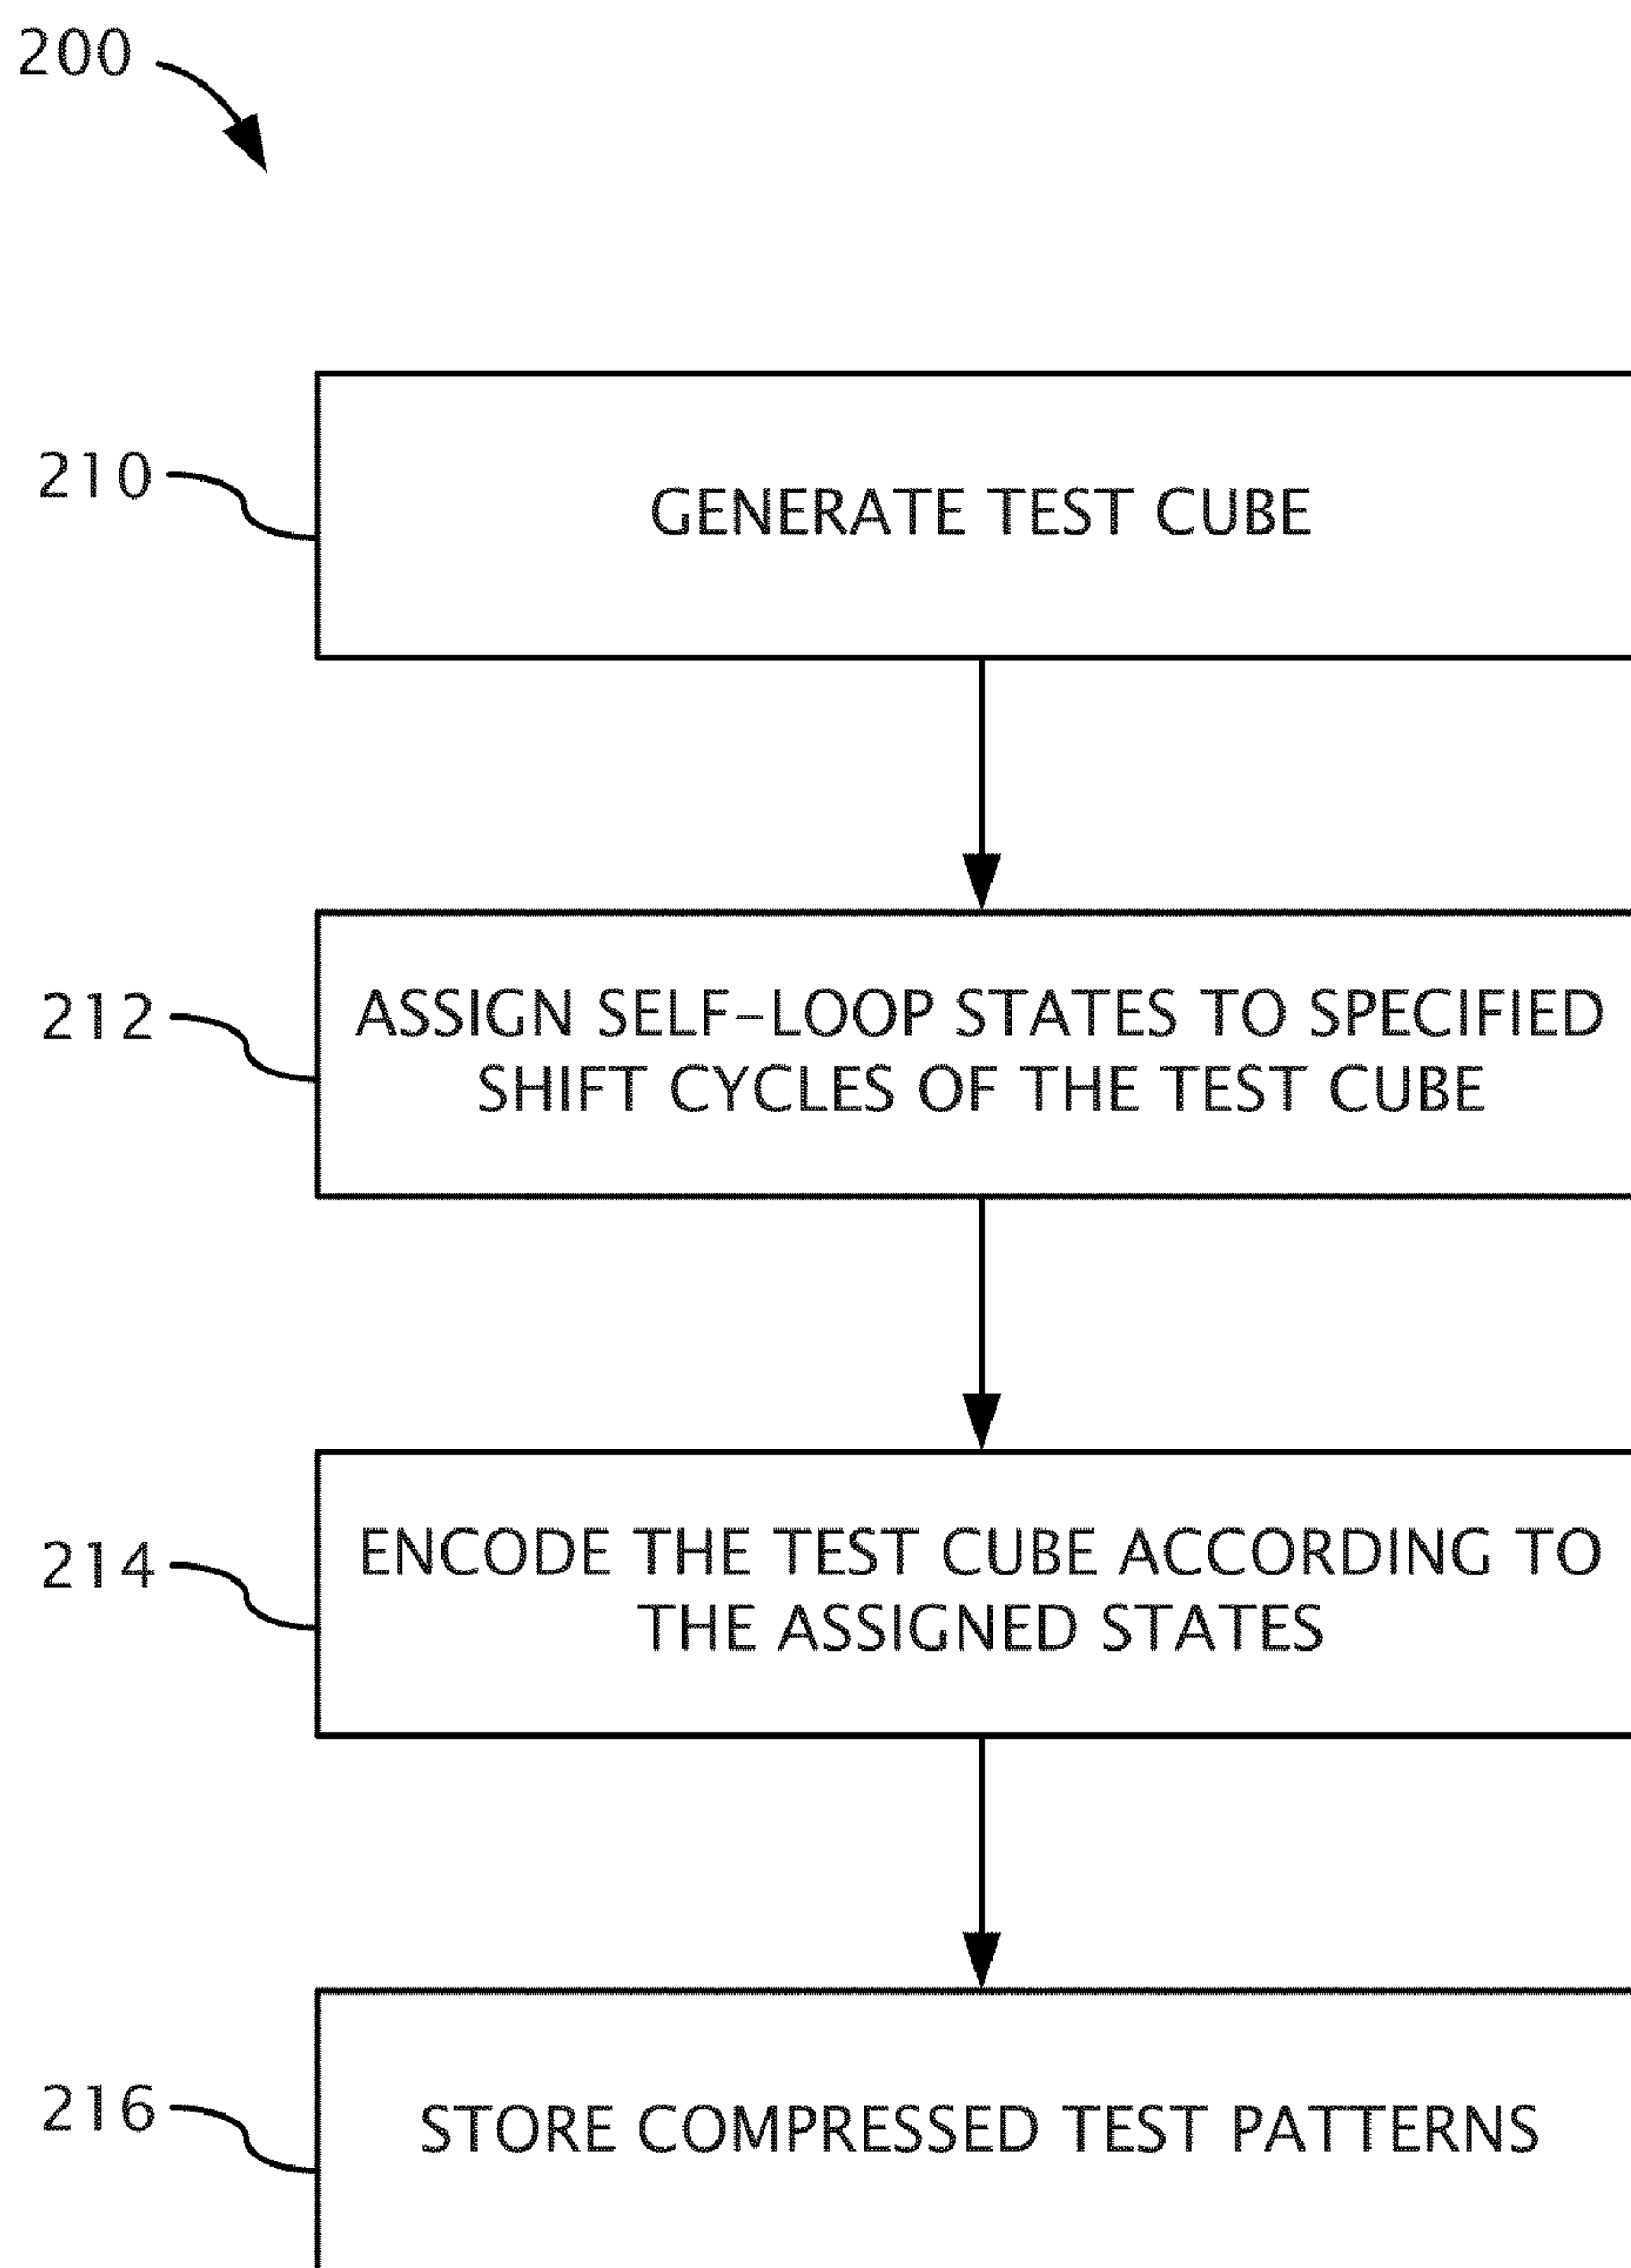 200
210
GENERATE TEST CUBE
212
ASSIGN SELF-LOOP STATES TO SPECIFIED
SHIFT CYCLES OF THE TEST CUBE
214
ENCODE THE TEST CUBE ACCORDING TO
THE ASSIGNED STATES
216
STORE COMPRESSED TEST PATTERNS